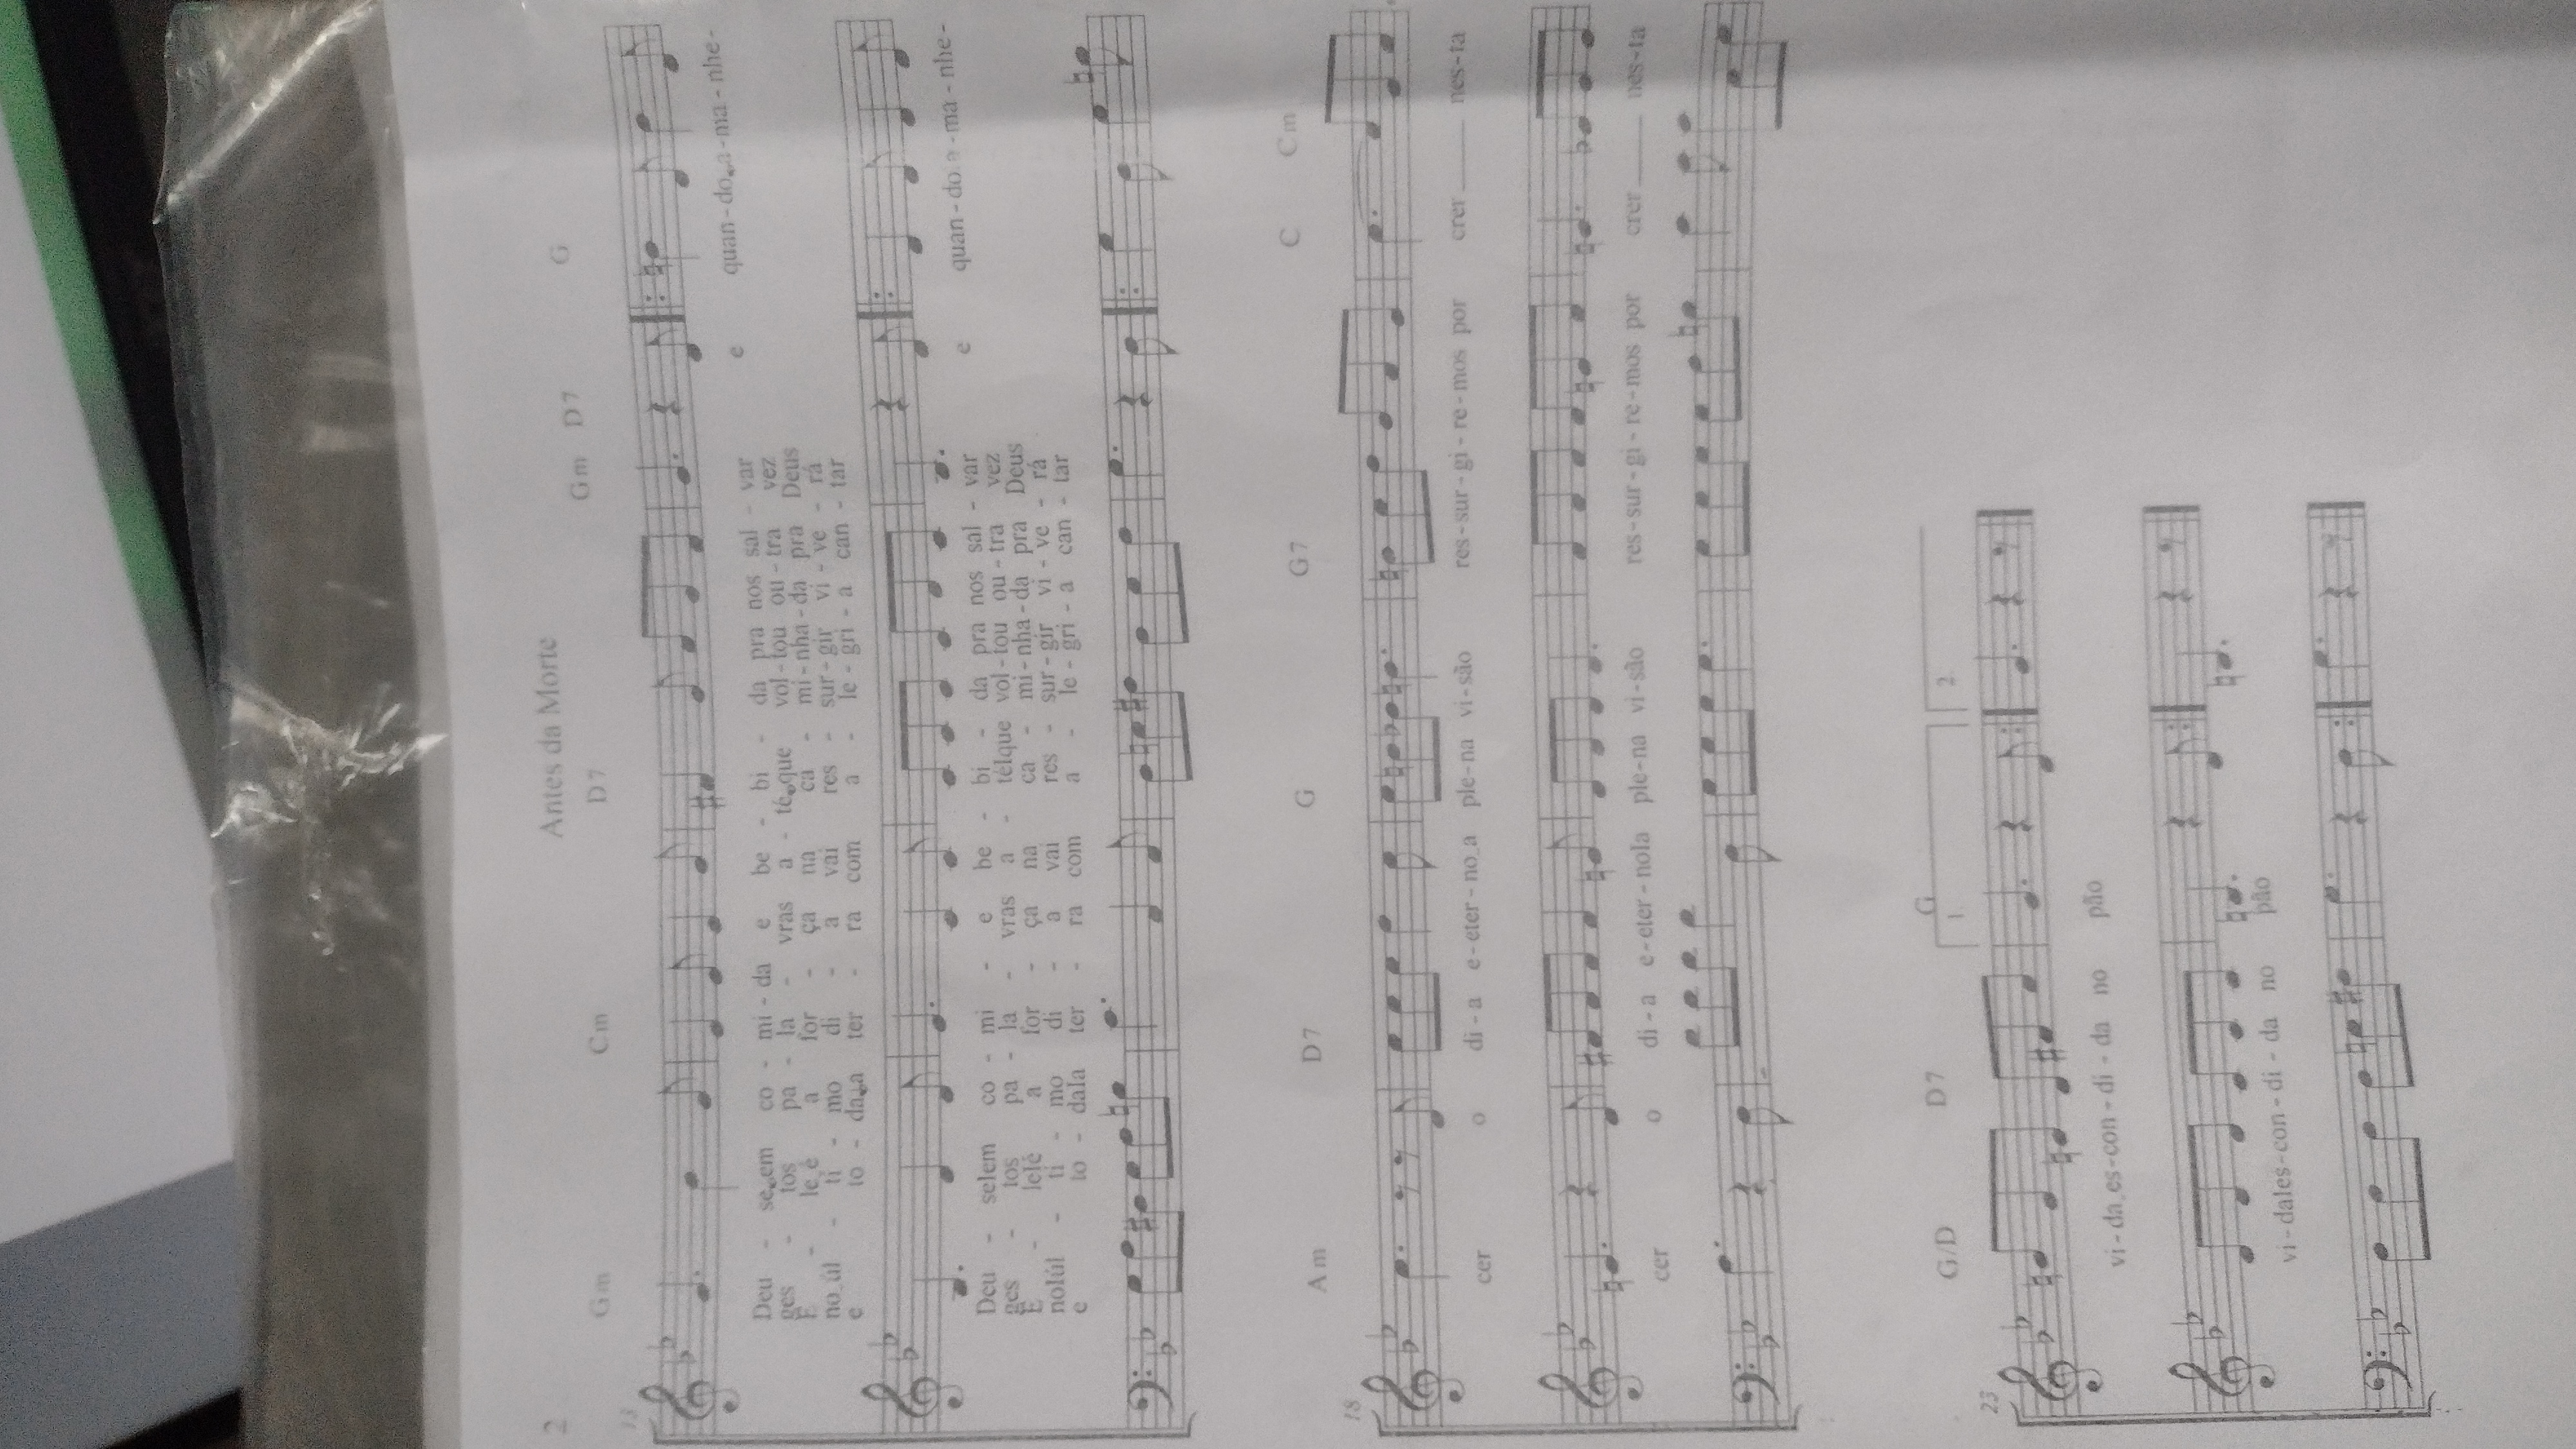 2
Antes da Morte
Gm Cm D7 Gm D7 G
13
Deu - se em co - mi - da e be - bi - da pra nos sal - var e quan - do a - ma - nhe -
ges - tos pa - la - vras a - té que vol - tou ou - tra vez
E - le é a for - ça na ca - mi - nha - da pra Deus
no úl - ti - mo di - a vai res - sur - gir vi - ve - rá
e to - da a ter - ra com a - le - gri - a can - tar
Deu - selem co - mi - e be - bi - da pra nos sal - var e quan - do a - ma - nhe -
ges - tos pa - la - vras a - télque vol - tou ou - tra vez
E - lelé a for - ça na ca - mi - nha - da pra Deus
nolúl - ti - mo di - a vai res - sur - gir vi - ve - rá
e to - dala ter - ra com a - le - gri - a can - tar
Am D7 G G7 C Cm
18
cer o di - a e - eter - no a ple - na vi - são res - sur - gi - re - mos por crer nes - ta
cer o di - a e - eter - nola ple - na vi - são res - sur - gi - re - mos por crer nes - ta
G/D D7 G
1. 2.
23
vi - da es - con - di - da no pão
vi - dales - con - di - da no pão